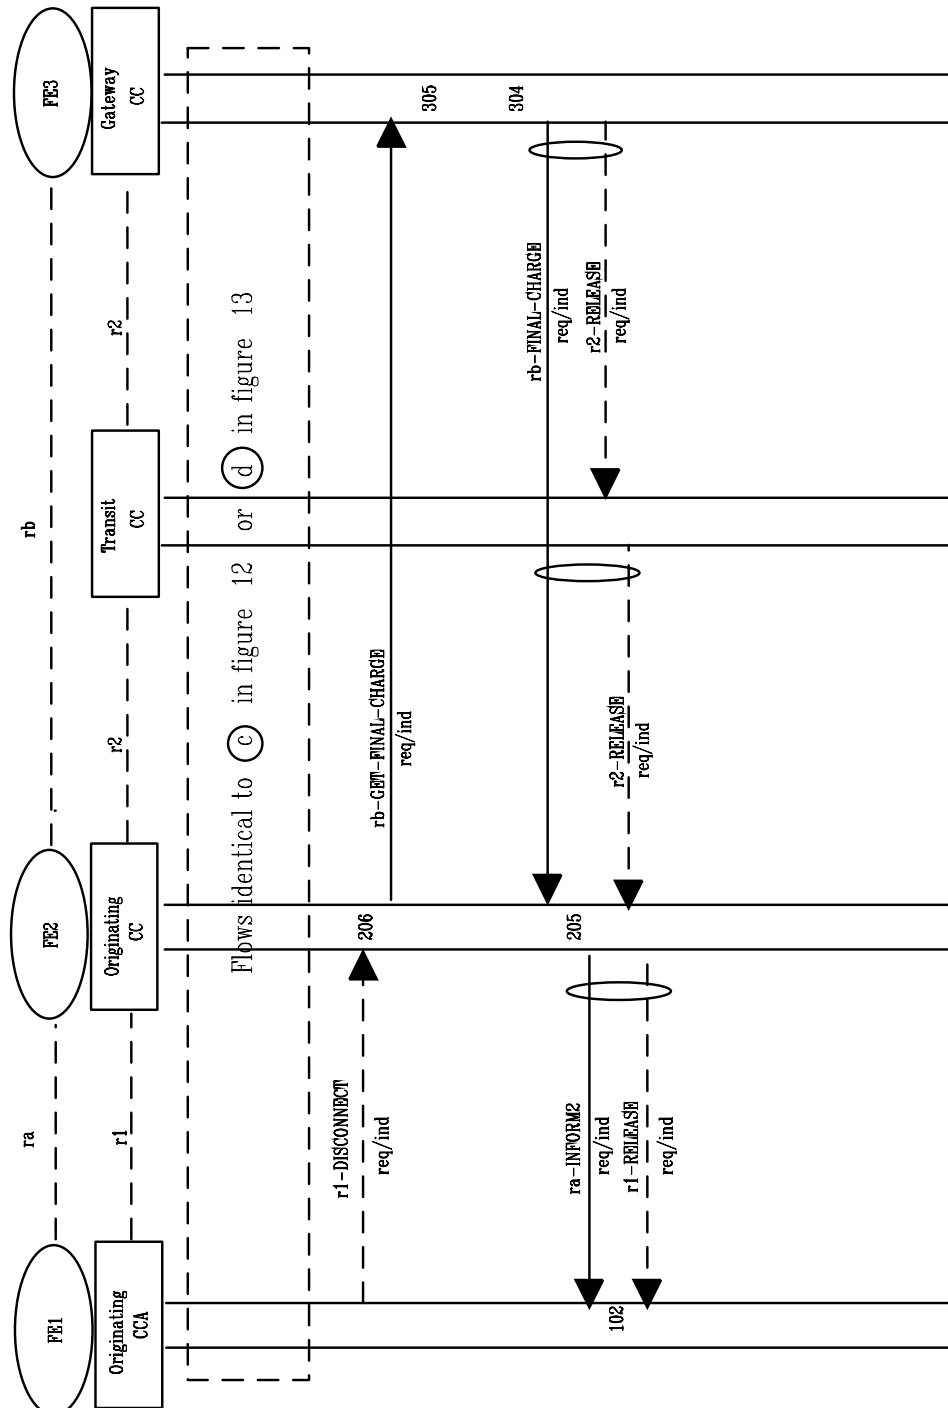 FE1
FE2
FE3
ra
rb
Originating
CCA
r1
Originating
CC
r2
Transit
CC
r2
Gateway
CC
Flows identical to c in figure 12 or d in figure 13
r1-DISCONNECT
req/ind
206
rb-GET-FINAL-CHARGE
req/ind
305
304
rb-FINAL-CHARGE
req/ind
r2-RELEASE
req/ind
r2-RELEASE
req/ind
205
ra-INFORM2
req/ind
r1-RELEASE
req/ind
102